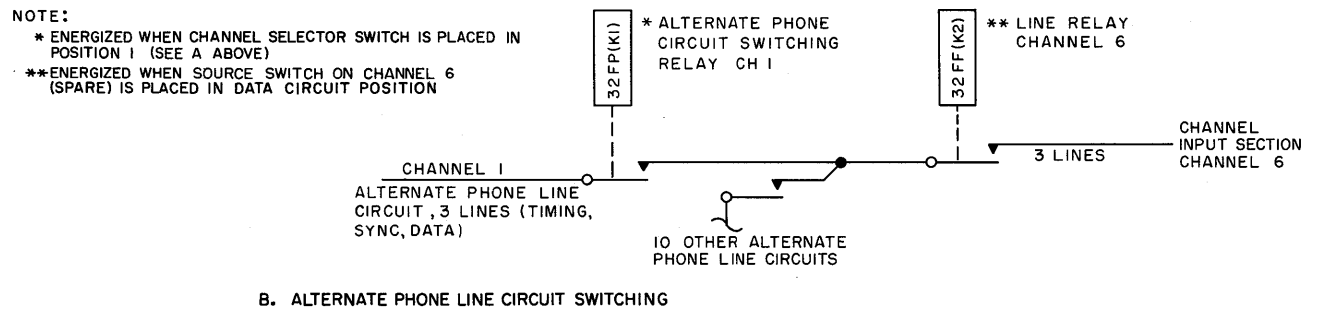 NOTE:
* ENERGIZED WHEN CHANNEL SELECTOR SWITCH IS PLACED IN
POSITION 1 (SEE A ABOVE)
** ENERGIZED WHEN SOURCE SWITCH ON CHANNEL 6
(SPARE) IS PLACED IN DATA CIRCUIT POSITION
32FP(K1)
* ALTERNATE PHONE
CIRCUIT SWITCHING
RELAY CH 1
32FF(K2)
** LINE RELAY
CHANNEL 6
CHANNEL 1
ALTERNATE PHONE LINE
CIRCUIT, 3 LINES (TIMING,
SYNC, DATA)
10 OTHER ALTERNATE
PHONE LINE CIRCUITS
3 LINES
CHANNEL
INPUT SECTION
CHANNEL 6
B. ALTERNATE PHONE LINE CIRCUIT SWITCHING